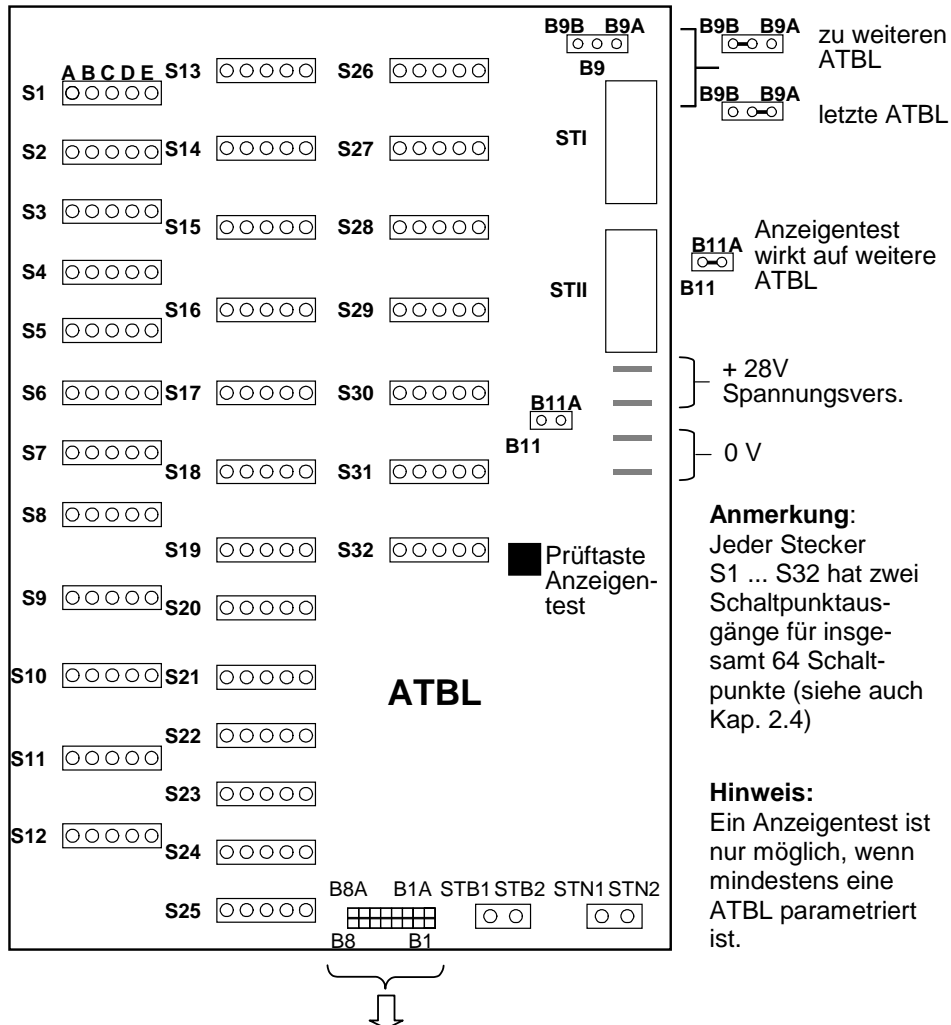 B9B B9A
B9
B9B B9A
zu weiteren
ATBL
B9B B9A
letzte ATBL
A B C D E
S1
S2
S3
S4
S5
S6
S7
S8
S9
S10
S11
S12
S13
S14
S15
S16
S17
S18
S19
S20
S21
S22
S23
S24
S25
S26
S27
S28
S29
S30
S31
S32
STI
STII
B11A
B11
Anzeigentest
wirkt auf weitere
ATBL
+ 28V
Spannungsvers.
0 V
B11A
B11
Prüftaste
Anzeigen-
test
ATBL
Anmerkung:
Jeder Stecker
S1 ... S32 hat zwei
Schaltpunktaus-
gänge für insge-
samt 64 Schalt-
punkte (siehe auch
Kap. 2.4)
Hinweis:
Ein Anzeigentest ist
nur möglich, wenn
mindestens eine
ATBL parametriert
ist.
B8A B1A STB1 STB2 STN1 STN2
B8 B1